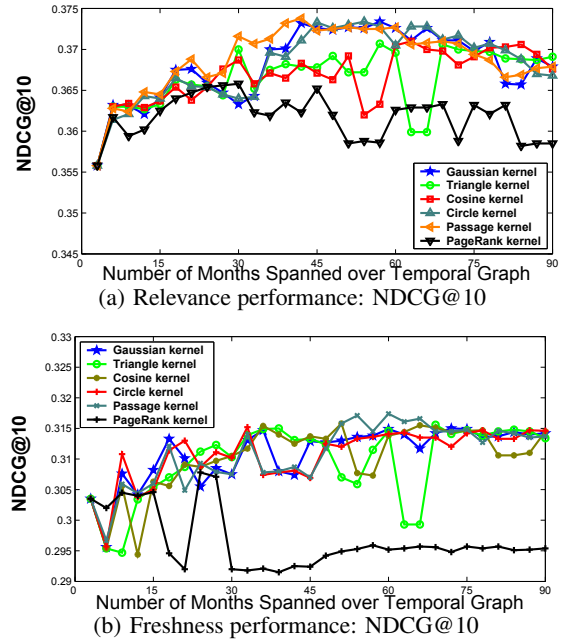 0.375
0.37
0.365
0.36
0.355
0.35
0.345
NDCG@10
Gaussian kernel
Triangle kernel
Cosine kernel
Circle kernel
Passage kernel
PageRank kernel
0 15 30 45 60 75 90
Number of Months Spanned over Temporal Graph
(a) Relevance performance: NDCG@10
0.33
0.325
0.32
0.315
0.31
0.305
0.3
0.295
0.29
NDCG@10
Gaussian kernel
Triangle kernel
Cosine kernel
Circle kernel
Passage kernel
PageRank kernel
0 15 30 45 60 75 90
Number of Months Spanned over Temporal Graph
(b) Freshness performance: NDCG@10